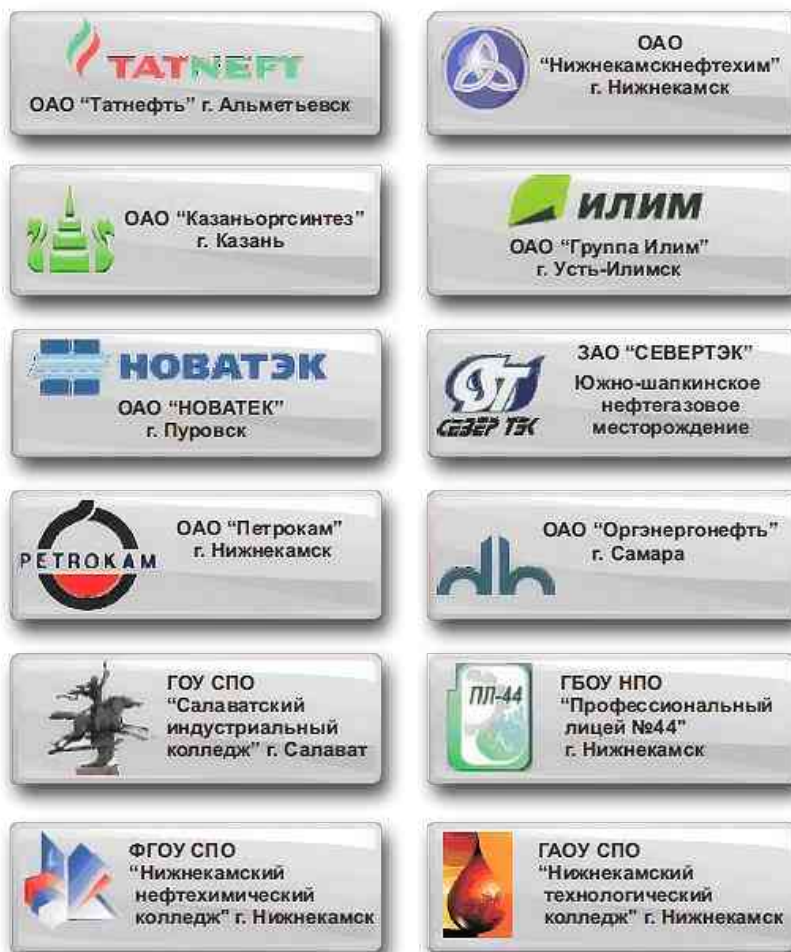 TATNEFT
ОАО “Татнефть” г. Альметьевск
ОАО
“Нижнекамскнефтехим”
г. Нижнекамск
ОАО “Казаньоргсинтез”
г. Казань
ИЛИМ
ОАО “Группа Илим”
г. Усть-Илимск
НОВАТЭК
ОАО “НОВАТЕК”
г. Пуровск
СЕВЕР ТЭК
ЗАО “СЕВЕРТЭК”
Южно-шапкинское
нефтегазовое
месторождение
PETROKAM
ОАО “Петрокам”
г. Нижнекамск
ОАО “Оргэнергонефть”
г. Самара
ГОУ СПО
“Салаватский
индустриальный
колледж” г. Салават
ПЛ-44
ГБОУ НПО
“Профессиональный
лицей №44”
г. Нижнекамск
ФГОУ СПО
“Нижнекамский
нефтехимический
колледж” г. Нижнекамск
ГАОУ СПО
“Нижнекамский
технологический
колледж” г. Нижнекамск